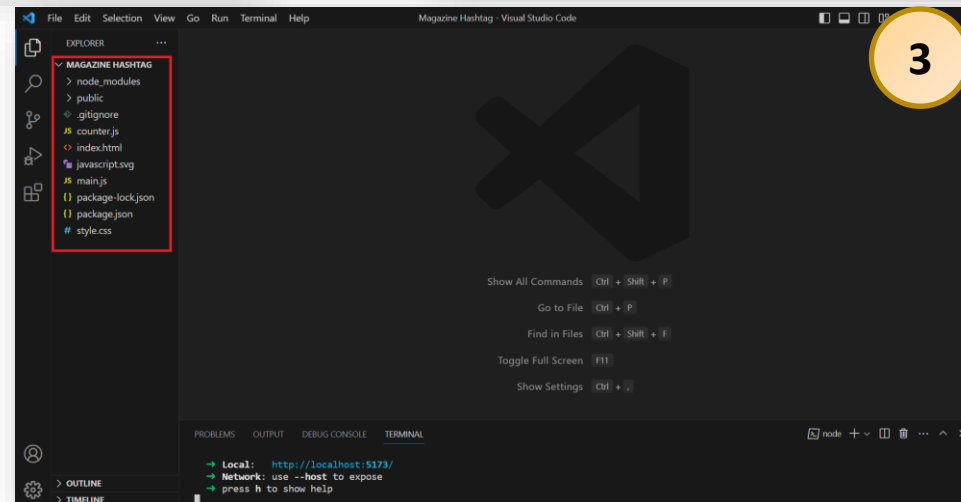 File Edit Selection View Go Run Terminal Help Magazine Hashtag - Visual Studio Code
3
EXPLORER ...
MAGAZINE HASHTAG
> node_modules
> public
.gitignore
JS counter.js
<> index.html
javascript.svg
JS main.js
{} package-lock.json
{} package.json
# style.css
Show All Commands Ctrl + Shift + P
Go to File Ctrl + P
Find in Files Ctrl + Shift + F
Toggle Full Screen F11
Show Settings Ctrl + ,
PROBLEMS OUTPUT DEBUG CONSOLE TERMINAL node
→ Local: http://localhost:5173/
→ Network: use --host to expose
→ press h to show help
> OUTLINE
> TIMELINE